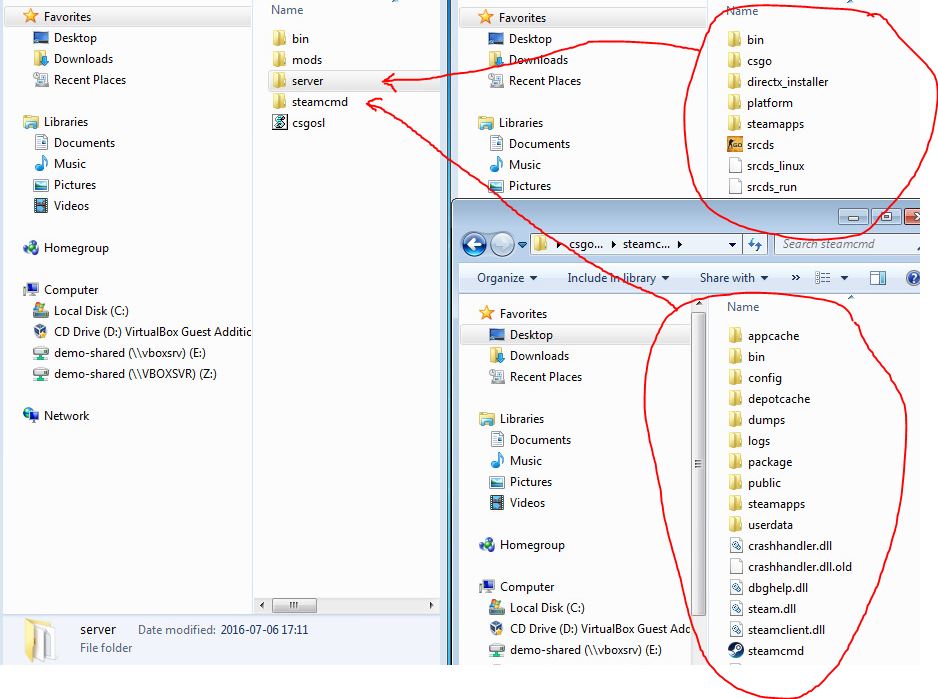 Favorites
Desktop
Downloads
Recent Places
Libraries
Documents
Music
Pictures
Videos
Homegroup
Computer
Local Disk (C:)
CD Drive (D:) VirtualBox Guest Additic
demo-shared (\\vboxsrv) (E:)
demo-shared (\\VBOXSVR) (Z:)
Network
Name
bin
mods
server
steamcmd
csgosl
server
Date modified: 2016-07-06 17:11
File folder
Favorites
Desktop
Downloads
Recent Places
Libraries
Documents
Music
Pictures
Name
bin
csgo
directx_installer
platform
steamapps
srcds
srcds_linux
srcds_run
csgo... steamc...
Search steamcmd
Organize Include in library Share with »
Favorites
Desktop
Downloads
Recent Places
Libraries
Documents
Music
Pictures
Videos
Homegroup
Computer
Local Disk (C:)
CD Drive (D:) VirtualBox Guest Adc
demo-shared (\\vboxsrv) (E:)
Name
appcache
bin
config
depotcache
dumps
logs
package
public
steamapps
userdata
crashhandler.dll
crashhandler.dll.old
dbghelp.dll
steam.dll
steamclient.dll
steamcmd